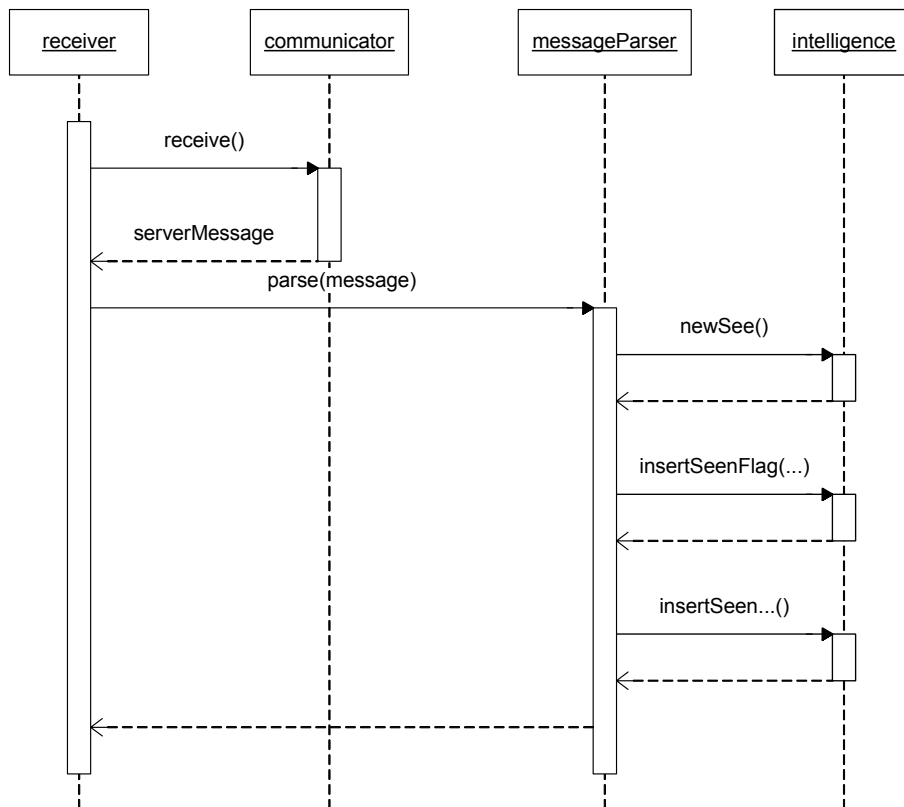 receiver
communicator
messageParser
intelligence
receive()
serverMessage
parse(message)
newSee()
insertSeenFlag(...)
insertSeen...()